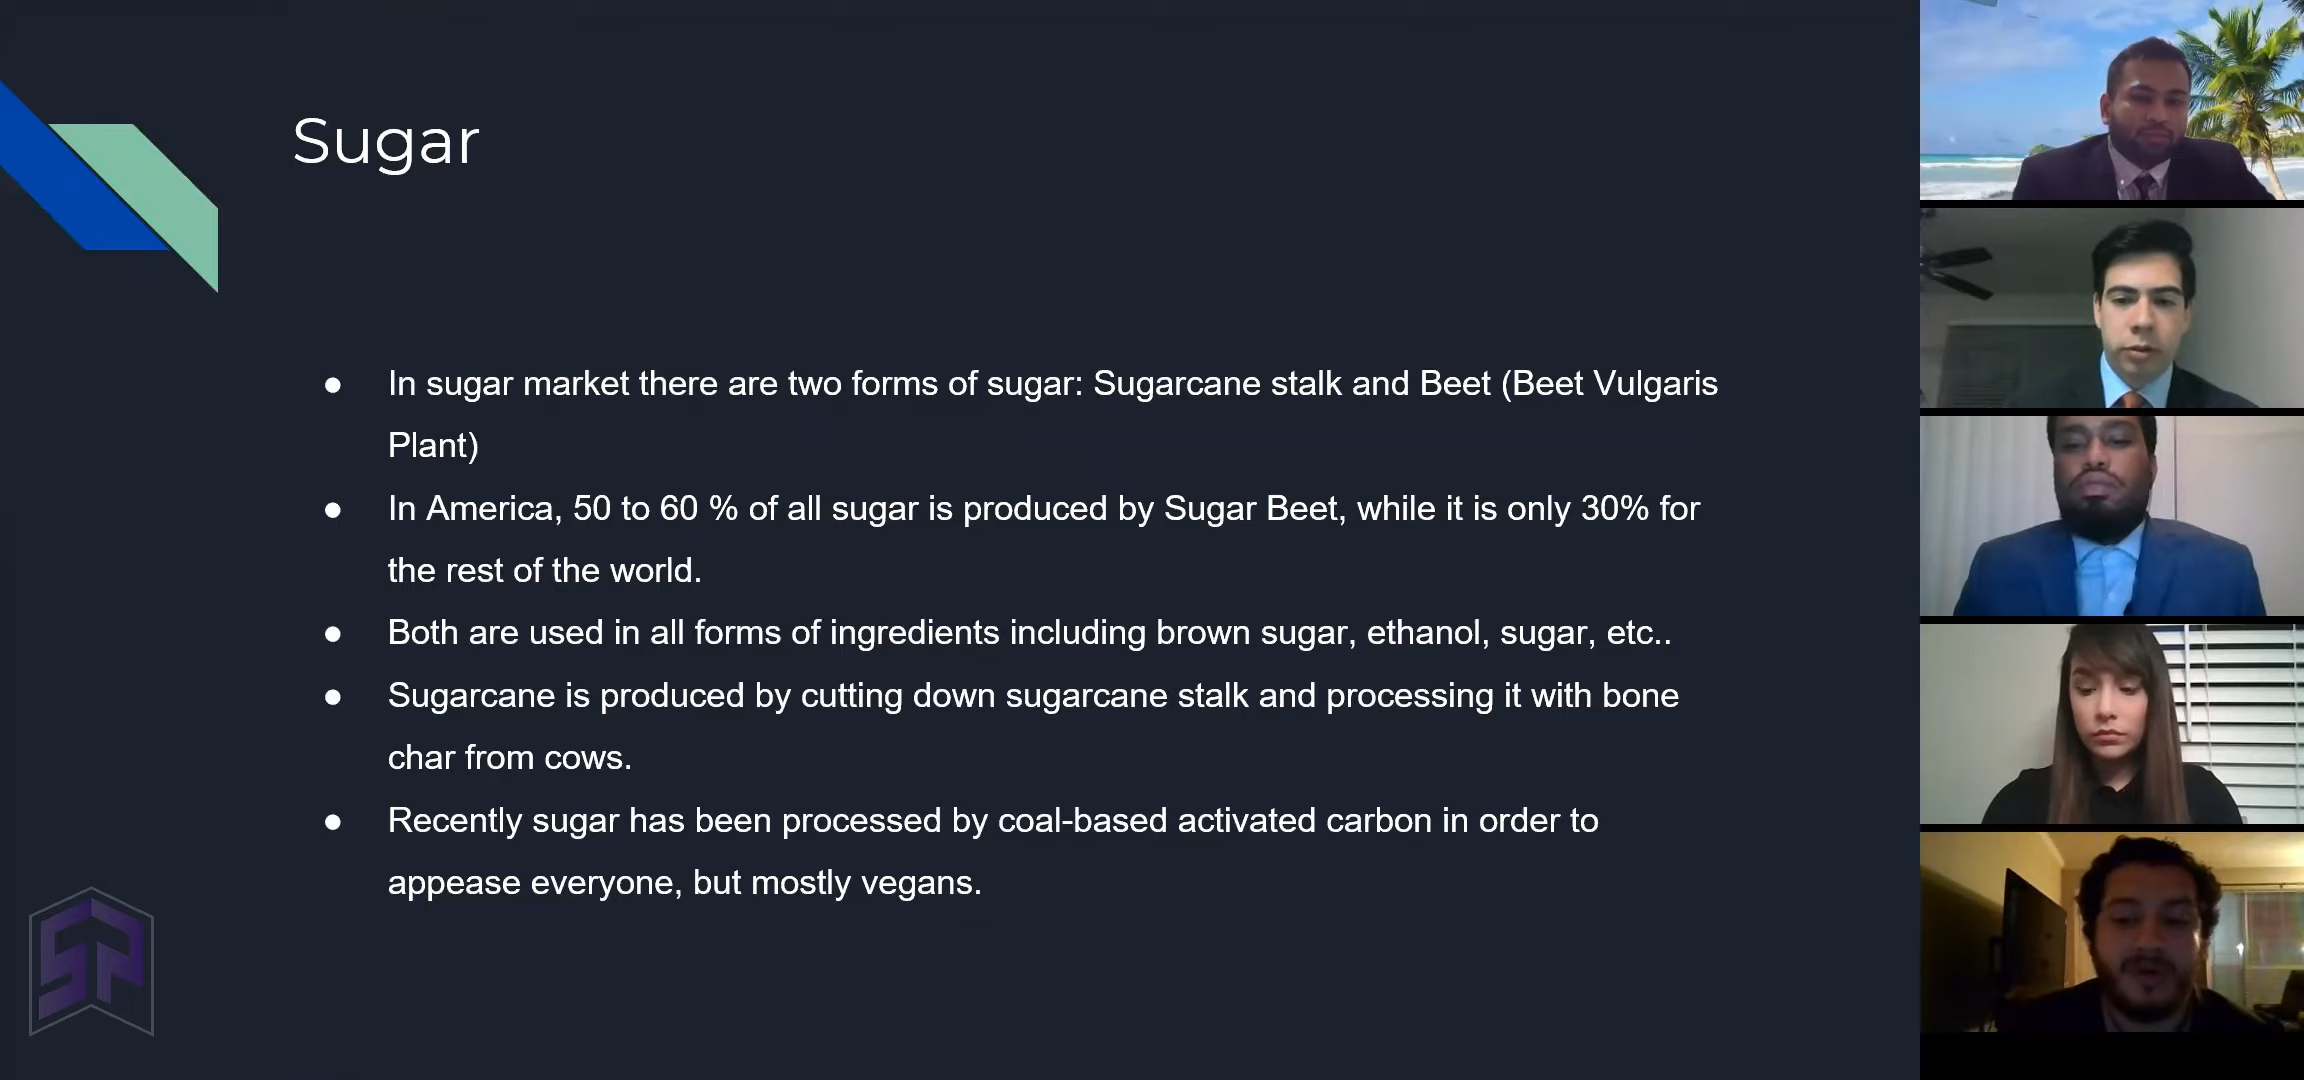 Sugar
● In sugar market there are two forms of sugar: Sugarcane stalk and Beet (Beet Vulgaris
Plant)
● In America, 50 to 60 % of all sugar is produced by Sugar Beet, while it is only 30% for
the rest of the world.
● Both are used in all forms of ingredients including brown sugar, ethanol, sugar, etc..
● Sugarcane is produced by cutting down sugarcane stalk and processing it with bone
char from cows.
● Recently sugar has been processed by coal-based activated carbon in order to
appease everyone, but mostly vegans.
SP